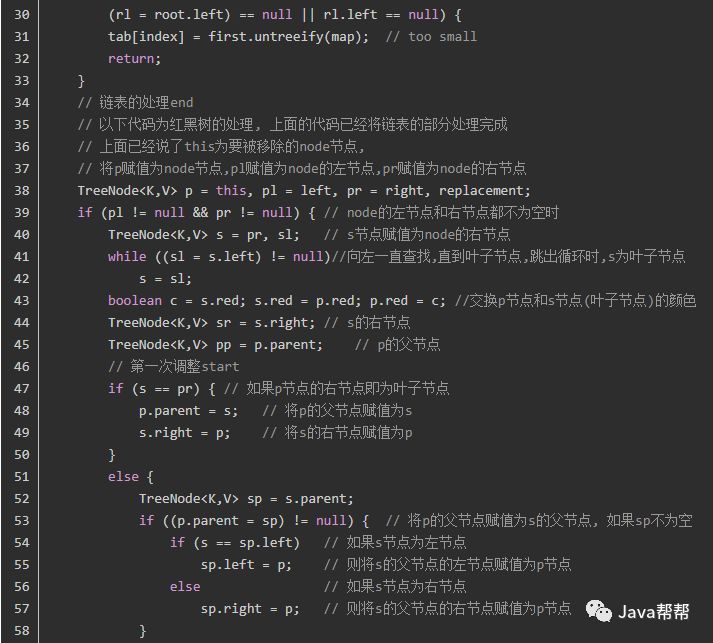 30 (rl = root.left) == null || rl.left == null) {
31 tab[index] = first.untreeify(map);  // too small
32 return;
33 }
34 // 链表的处理end
35 // 以下代码为红黑树的处理, 上面的代码已经将链表的部分处理完成
36 // 上面已经说了this为要被移除的node节点,
37 // 将p赋值为node节点,pl赋值为node的左节点,pr赋值为node的右节点
38 TreeNode<K,V> p = this, pl = left, pr = right, replacement;
39 if (pl != null && pr != null) { // node的左节点和右节点都不为空时
40 TreeNode<K,V> s = pr, sl;   // s节点赋值为node的右节点
41 while ((sl = s.left) != null)//向左一直查找,直到叶子节点,跳出循环时,s为叶子节点
42 s = sl;
43 boolean c = s.red; s.red = p.red; p.red = c; //交换p节点和s节点(叶子节点)的颜色
44 TreeNode<K,V> sr = s.right; // s的右节点
45 TreeNode<K,V> pp = p.parent;    // p的父节点
46 // 第一次调整start
47 if (s == pr) { // 如果p节点的右节点即为叶子节点
48 p.parent = s;   // 将p的父节点赋值为s
49 s.right = p;    // 将s的右节点赋值为p
50 }
51 else {
52 TreeNode<K,V> sp = s.parent;
53 if ((p.parent = sp) != null) {  // 将p的父节点赋值为s的父节点, 如果sp不为空
54 if (s == sp.left)   // 如果s节点为左节点
55 sp.left = p;    // 则将s的父节点的左节点赋值为p节点
56 else                // 如果s节点为右节点
57 sp.right = p;   // 则将s的父节点的右节点赋值为p节点
58 }
Java帮帮